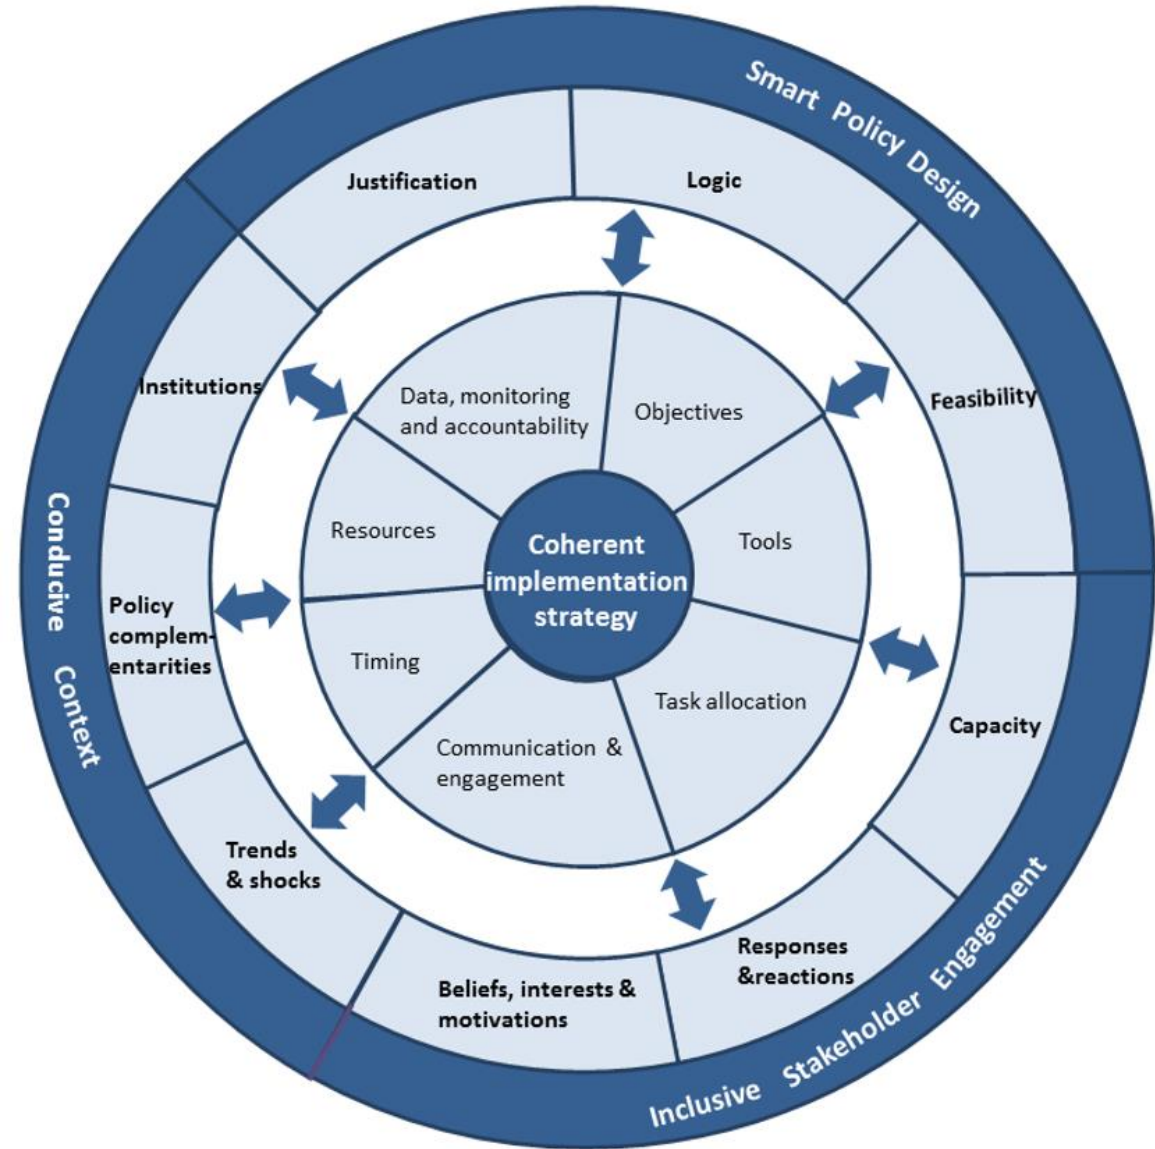 Smart Policy Design
Justification
Logic
Feasibility
Institutions
Data, monitoring
and accountability
Objectives
Resources
Coherent
implementation
strategy
Tools
Conducive Context
Policy
complem-
entarities
Timing
Task allocation
Capacity
Communication &
engagement
Trends
& shocks
Responses
&reactions
Beliefs, interests &
motivations
Inclusive Stakeholder Engagement